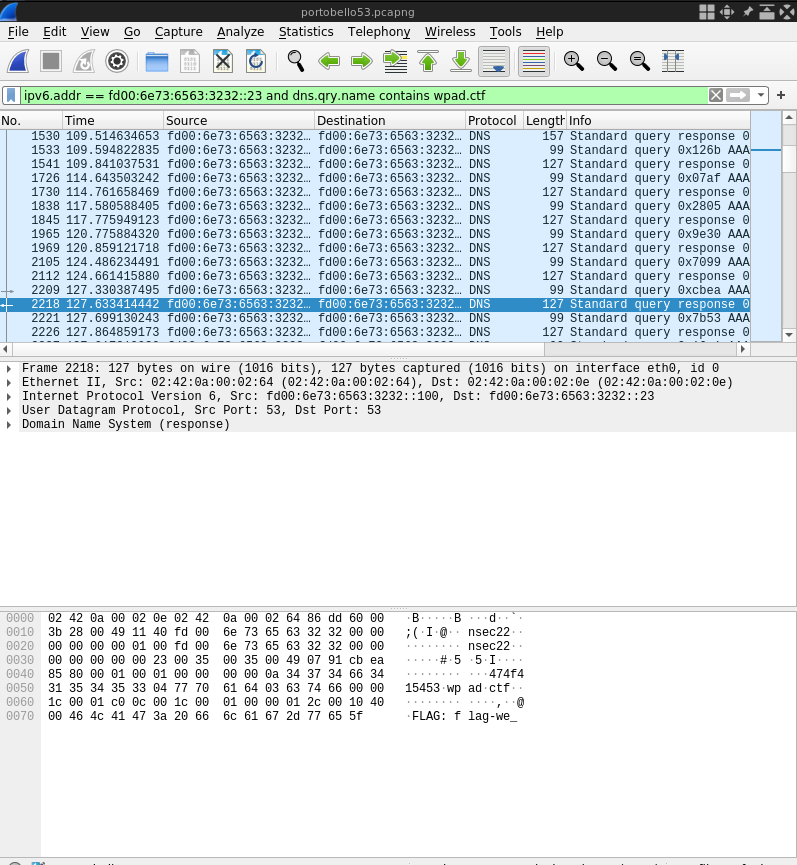 portobello53.pcapng
File Edit View Go Capture Analyze Statistics Telephony Wireless Tools Help
ipv6.addr == fd00:6e73:6563:3232::23 and dns.qry.name contains wpad.ctf
No. Time Source Destination Protocol Length Info
1530 109.514634653 fd00:6e73:6563:3232… fd00:6e73:6563:3232… DNS 157 Standard query response 0
1533 109.594822835 fd00:6e73:6563:3232… fd00:6e73:6563:3232… DNS 99 Standard query 0x126b AAA
1541 109.841037531 fd00:6e73:6563:3232… fd00:6e73:6563:3232… DNS 127 Standard query response 0
1726 114.643503242 fd00:6e73:6563:3232… fd00:6e73:6563:3232… DNS 99 Standard query 0x07af AAA
1730 114.761658469 fd00:6e73:6563:3232… fd00:6e73:6563:3232… DNS 127 Standard query response 0
1838 117.580588405 fd00:6e73:6563:3232… fd00:6e73:6563:3232… DNS 99 Standard query 0x2805 AAA
1845 117.775949123 fd00:6e73:6563:3232… fd00:6e73:6563:3232… DNS 127 Standard query response 0
1965 120.775884320 fd00:6e73:6563:3232… fd00:6e73:6563:3232… DNS 99 Standard query 0x9e30 AAA
1969 120.859121718 fd00:6e73:6563:3232… fd00:6e73:6563:3232… DNS 127 Standard query response 0
2105 124.486234491 fd00:6e73:6563:3232… fd00:6e73:6563:3232… DNS 99 Standard query 0x7099 AAA
2112 124.661415880 fd00:6e73:6563:3232… fd00:6e73:6563:3232… DNS 127 Standard query response 0
2209 127.330387495 fd00:6e73:6563:3232… fd00:6e73:6563:3232… DNS 99 Standard query 0xcbea AAA
2218 127.633414442 fd00:6e73:6563:3232… fd00:6e73:6563:3232… DNS 127 Standard query response 0
2221 127.699130243 fd00:6e73:6563:3232… fd00:6e73:6563:3232… DNS 99 Standard query 0x7b53 AAA
2226 127.864859173 fd00:6e73:6563:3232… fd00:6e73:6563:3232… DNS 127 Standard query response 0
Frame 2218: 127 bytes on wire (1016 bits), 127 bytes captured (1016 bits) on interface eth0, id 0
Ethernet II, Src: 02:42:0a:00:02:64 (02:42:0a:00:02:64), Dst: 02:42:0a:00:02:0e (02:42:0a:00:02:0e)
Internet Protocol Version 6, Src: fd00:6e73:6563:3232::100, Dst: fd00:6e73:6563:3232::23
User Datagram Protocol, Src Port: 53, Dst Port: 53
Domain Name System (response)
0000 02 42 0a 00 02 0e 02 42 0a 00 02 64 86 dd 60 00 ·B·····B ···d··`·
0010 3b 28 00 49 11 40 fd 00 6e 73 65 63 32 32 00 00 ;(·I·@·· nsec22··
0020 00 00 00 00 01 00 fd 00 6e 73 65 63 32 32 00 00 ········ nsec22··
0030 00 00 00 00 00 23 00 35 00 35 00 49 07 91 cb ea ·····#·5 ·5·I····
0040 85 80 00 01 00 01 00 00 00 00 0a 34 37 34 66 34 ········ ···474f4
0050 31 35 34 35 33 04 77 70 61 64 03 63 74 66 00 00 15453·wp ad·ctf··
0060 1c 00 01 c0 0c 00 1c 00 01 00 00 01 2c 00 10 40 ········ ····,··@
0070 00 46 4c 41 47 3a 20 66 6c 61 67 2d 77 65 5f ·FLAG: f lag-we_